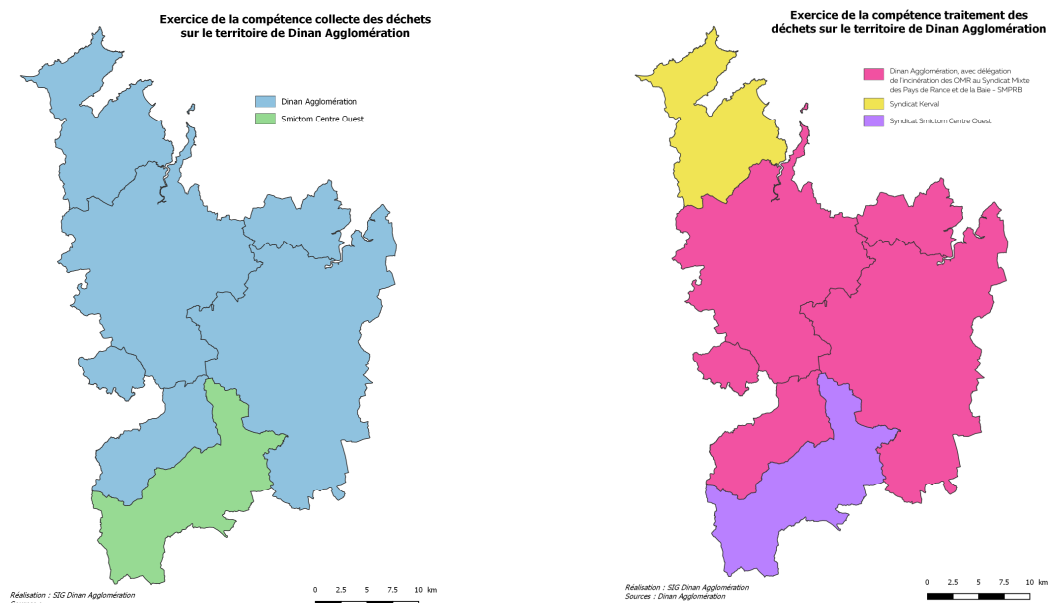 Exercice de la compétence collecte des déchets
sur le territoire de Dinan Agglomération
Dinan Agglomération
Smictom Centre Ouest
Réalisation : SIG Dinan Agglomération
0 2.5 5 7.5 10 km
Exercice de la compétence traitement des
déchets sur le territoire de Dinan Agglomération
Dinan Agglomération, avec délégation
de l'incinération des OMR au Syndicat Mixte
des Pays de Rance et de la Baie - SMPRB
Syndicat Kerval
Syndicat Smictom Centre Ouest
Réalisation : SIG Dinan Agglomération
Sources : Dinan Agglomération
0 2.5 5 7.5 10 km